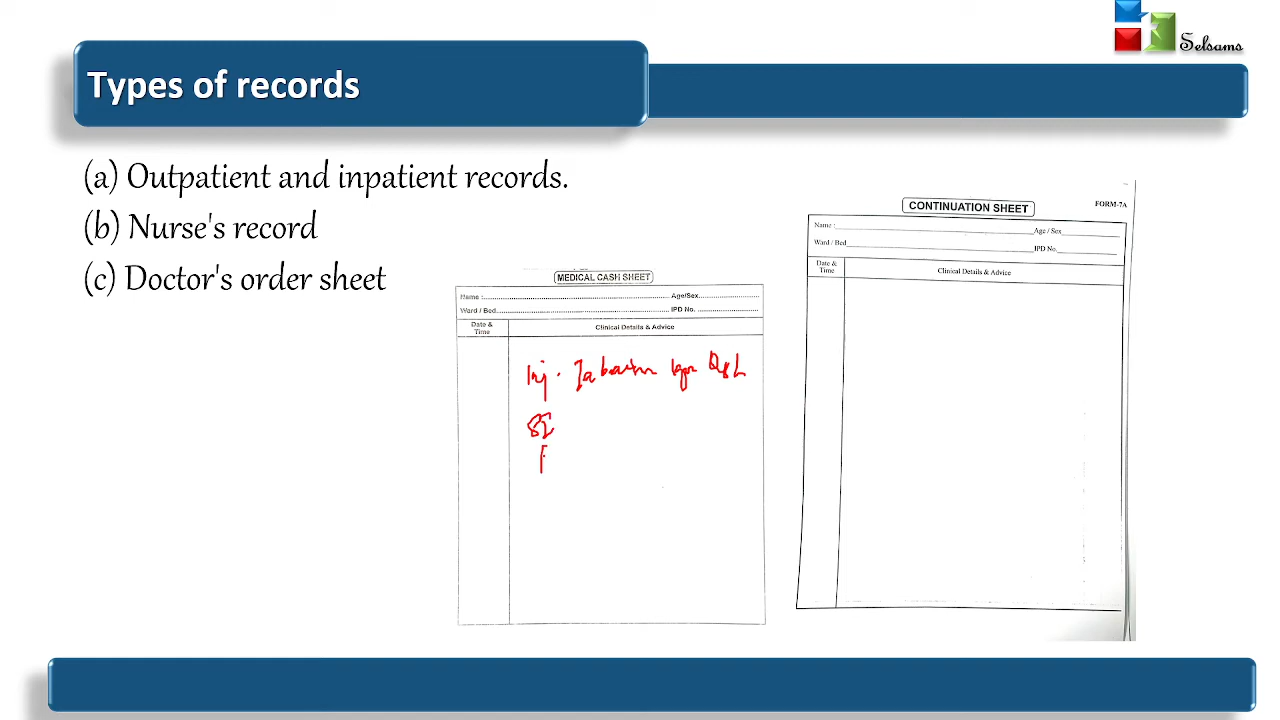 Selsams
Types of records
(a) Outpatient and inpatient records.
(b) Nurse's record
(c) Doctor's order sheet
MEDICAL CASH SHEET
Name : Age/Sex
Ward / Bed IPD No.
Date & Time Clinical Details & Advice
Inj.
CONTINUATION SHEET
FORM-7A
Name : Age / Sex
Ward / Bed IPD No.
Date & Time Clinical Details & Advice